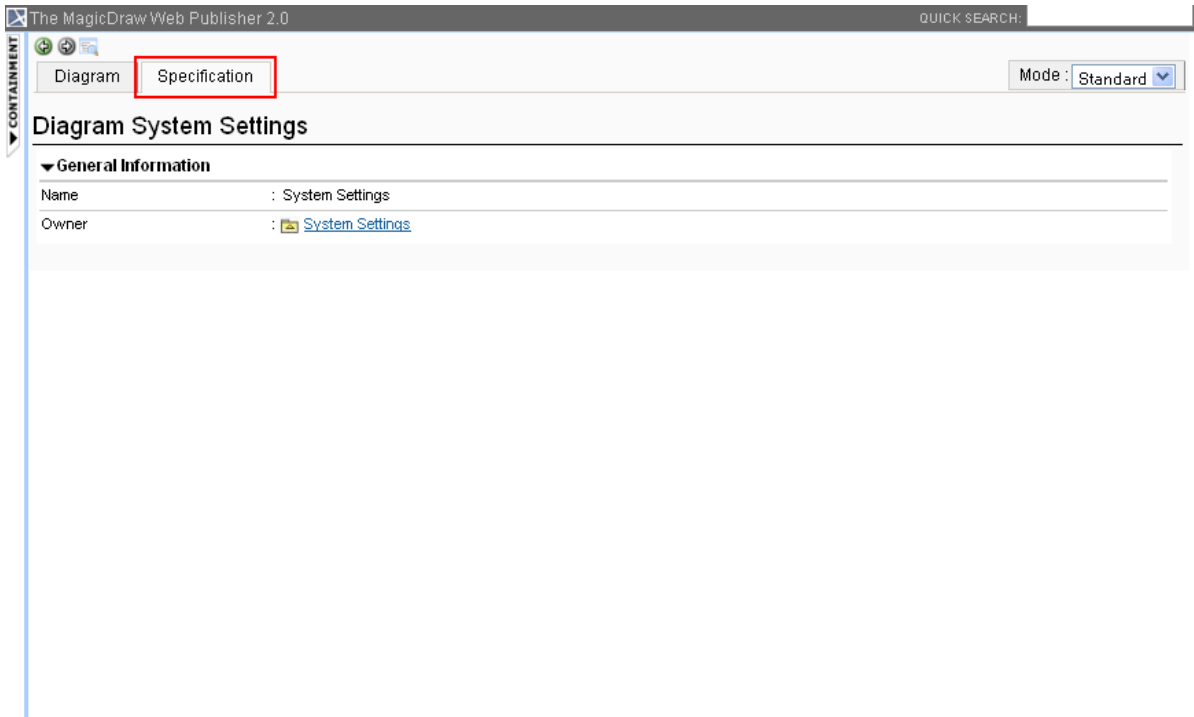 The MagicDraw Web Publisher 2.0
QUICK SEARCH:
CONTAINMENT
Diagram
Specification
Mode : Standard
Diagram System Settings
General Information
Name : System Settings
Owner : System Settings